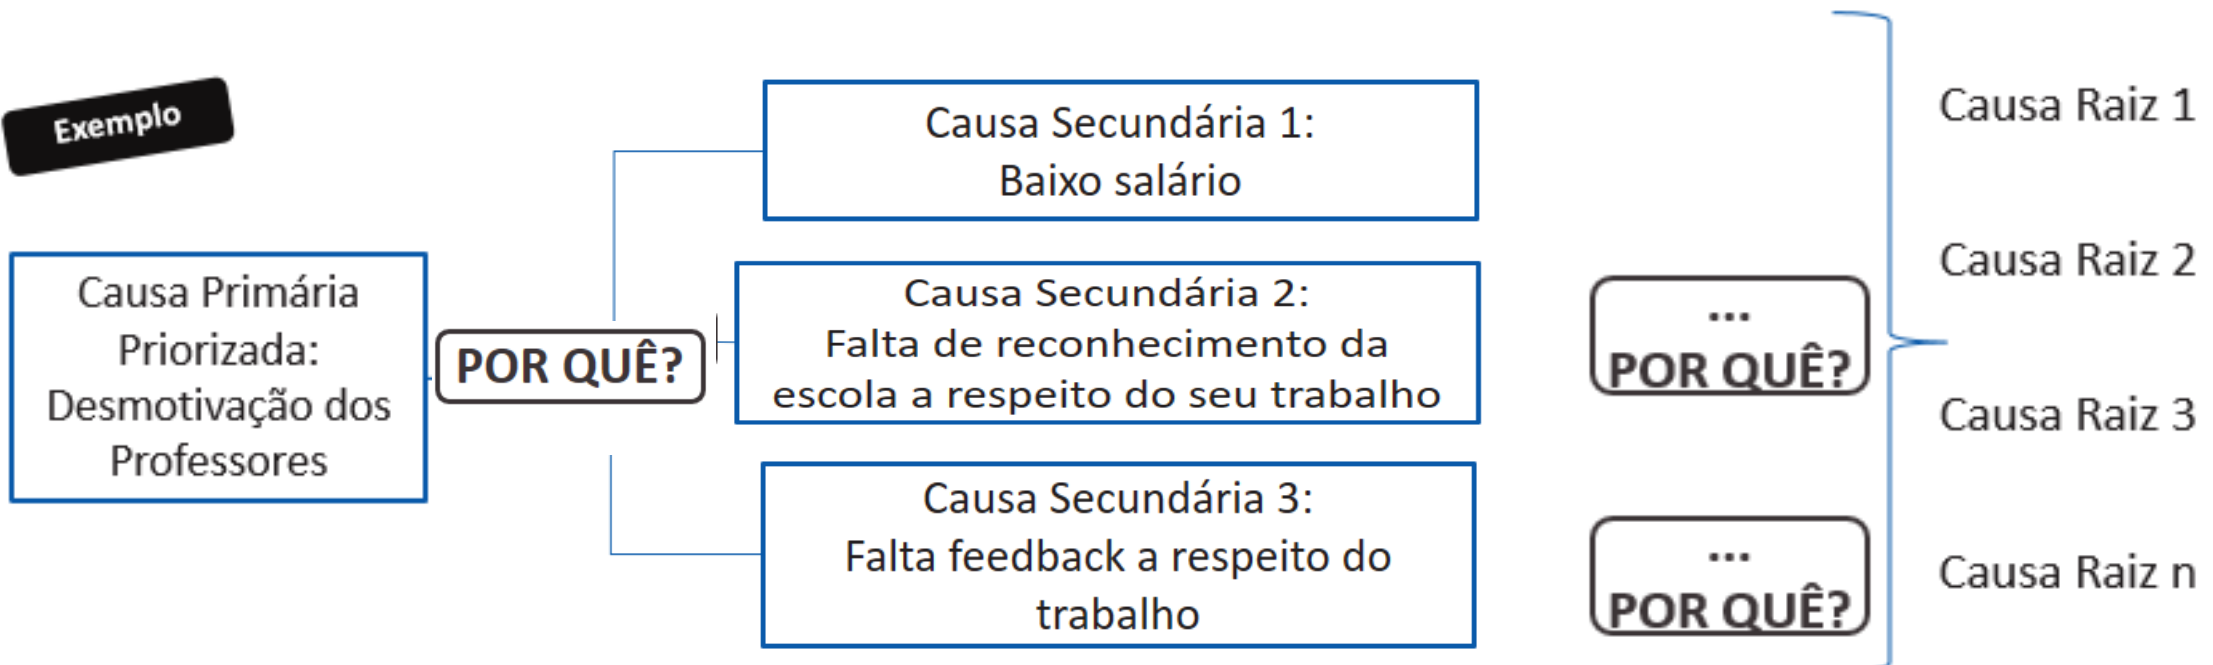 Exemplo
Causa Primária
Priorizada:
Desmotivação dos
Professores
POR QUÊ?
Causa Secundária 1:
Baixo salário
Causa Secundária 2:
Falta de reconhecimento da
escola a respeito do seu trabalho
Causa Secundária 3:
Falta feedback a respeito do
trabalho
...
POR QUÊ?
...
POR QUÊ?
Causa Raiz 1
Causa Raiz 2
Causa Raiz 3
Causa Raiz n